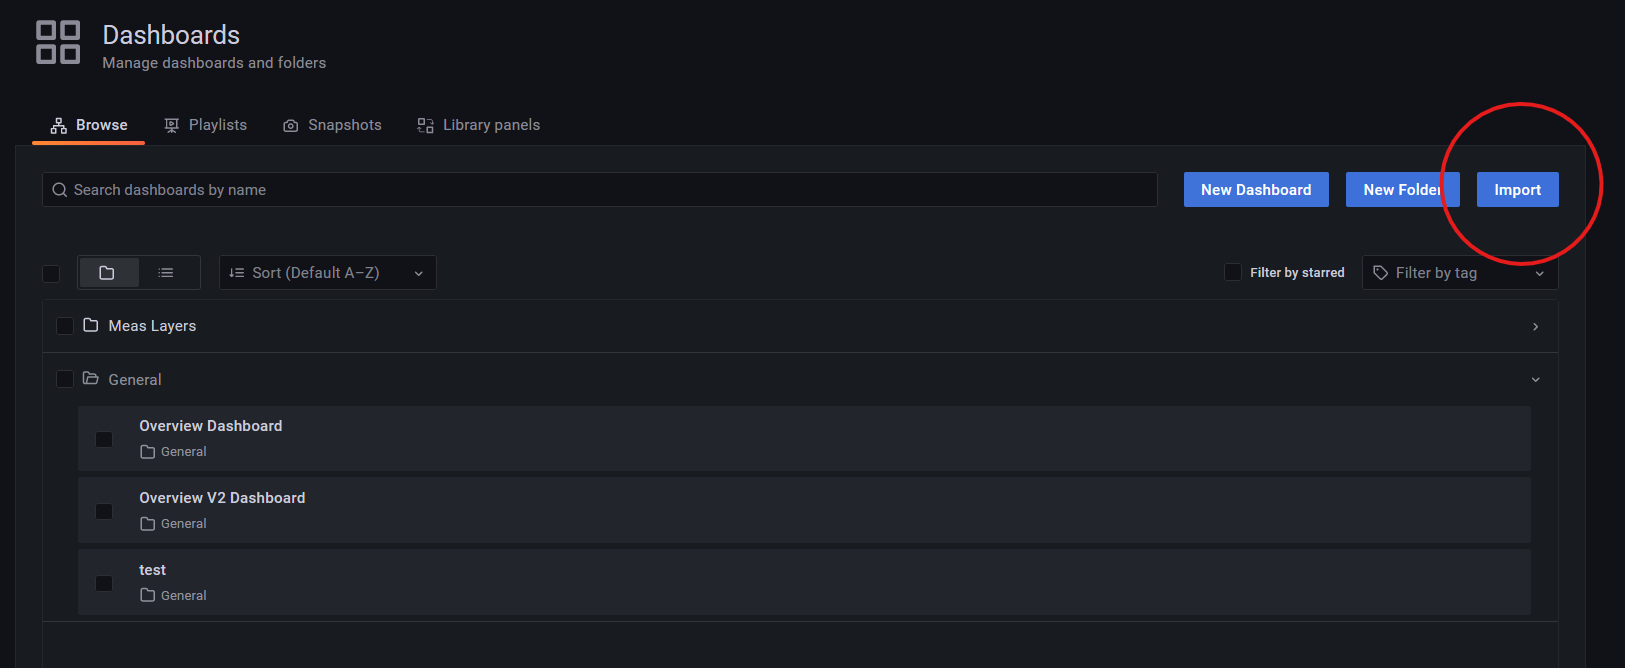 Dashboards
Manage dashboards and folders
Browse Playlists Snapshots Library panels
Search dashboards by name New Dashboard New Folder Import
Sort (Default A–Z) Filter by starred Filter by tag
Meas Layers
General
Overview Dashboard
General
Overview V2 Dashboard
General
test
General